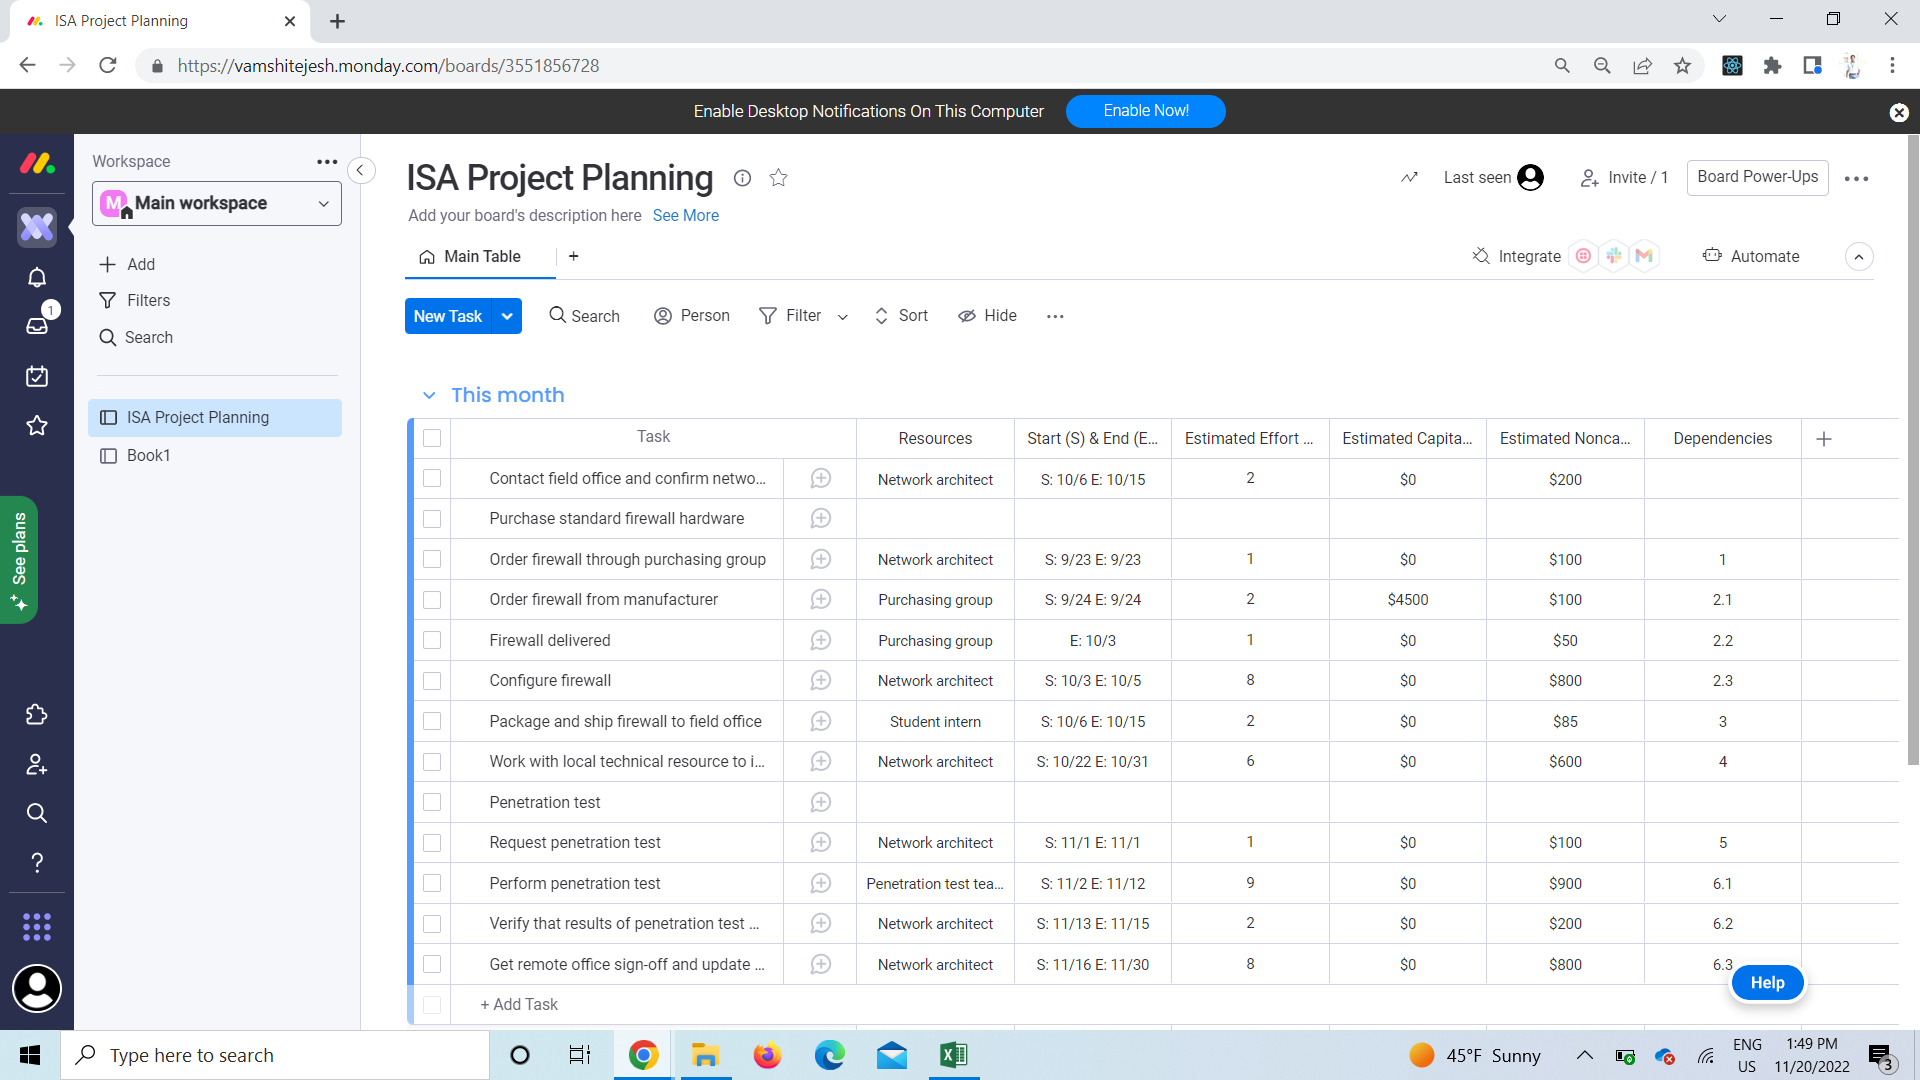 ISA Project Planning
https://vamshitejesh.monday.com/boards/3551856728
Enable Desktop Notifications On This Computer Enable Now!
Workspace
M Main workspace
Add
Filters
Search
ISA Project Planning
Book1
1
See plans
ISA Project Planning
Last seen Invite / 1 Board Power-Ups
Add your board's description here See More
Main Table + Integrate Automate
New Task Search Person Filter Sort Hide
This month
Task Resources Start (S) & End (E... Estimated Effort ... Estimated Capita... Estimated Nonca... Dependencies
Contact field office and confirm netwo... Network architect S: 10/6 E: 10/15 2 $0 $200
Purchase standard firewall hardware
Order firewall through purchasing group Network architect S: 9/23 E: 9/23 1 $0 $100 1
Order firewall from manufacturer Purchasing group S: 9/24 E: 9/24 2 $4500 $100 2.1
Firewall delivered Purchasing group E: 10/3 1 $0 $50 2.2
Configure firewall Network architect S: 10/3 E: 10/5 8 $0 $800 2.3
Package and ship firewall to field office Student intern S: 10/6 E: 10/15 2 $0 $85 3
Work with local technical resource to i... Network architect S: 10/22 E: 10/31 6 $0 $600 4
Penetration test
Request penetration test Network architect S: 11/1 E: 11/1 1 $0 $100 5
Perform penetration test Penetration test tea... S: 11/2 E: 11/12 9 $0 $900 6.1
Verify that results of penetration test ... Network architect S: 11/13 E: 11/15 2 $0 $200 6.2
Get remote office sign-off and update ... Network architect S: 11/16 E: 11/30 8 $0 $800 6.3
+ Add Task
Help
Type here to search
45°F Sunny
ENG
US
1:49 PM
11/20/2022
3